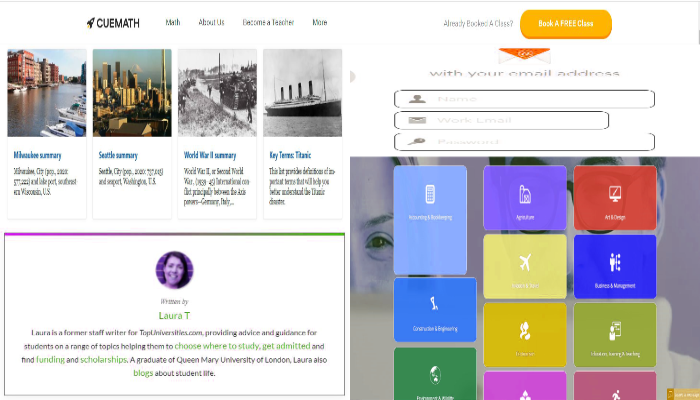 CUEMATH
Math
About Us
Become a Teacher
More
Already Booked A Class?
Book A FREE Class
Milwaukee summary
Milwaukee, City (pop., 2020:
577,222) and lake port, southeast
ern Wisconsin, U.S.
Seattle summary
Seattle, City (pop., 2020: 737,015)
and seaport, Washington, U.S.
World War II summary
World War II, or Second World
War, (1939–45) International con
flict principally between the Axis
powers—Germany, Italy,...
Key Terms: Titanic
This list provides definitions of im-
portant terms that will help you
better understand the Titanic
disaster.
Written by
Laura T
Laura is a former staff writer for TopUniversities.com, providing advice and guidance for
students on a range of topics helping them to choose where to study, get admitted and
find funding and scholarships. A graduate of Queen Mary University of London, Laura also
blogs about student life.
with your email address
Name
Work Email
Password
Accounting & Bookkeeping
Agriculture
Art & Design
Business & Management
Construction & Engineering
Environment & Wildlife